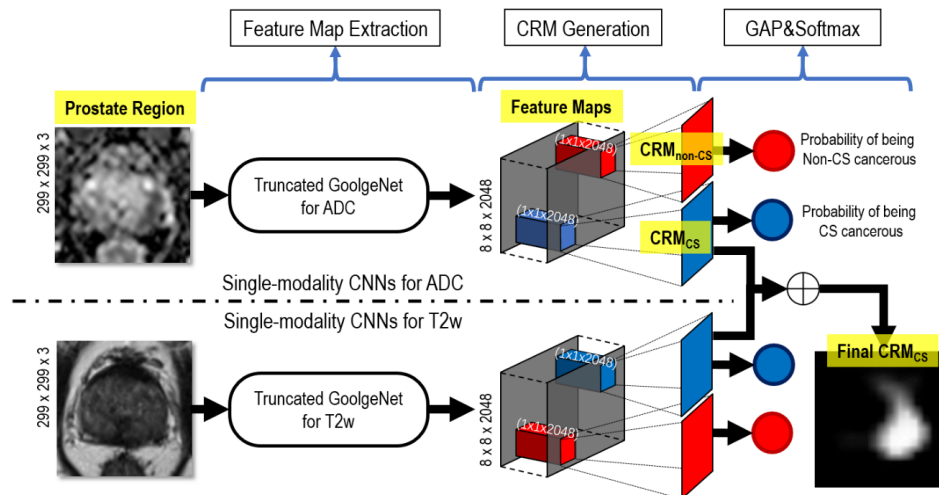 Feature Map Extraction
CRM Generation
GAP&Softmax
Prostate Region
299 x 299 x 3
Truncated GoolgeNet
for ADC
Feature Maps
8 x 8 x 2048
(1x1x2048)
(1x1x2048)
CRMnon-CS
CRMCS
Probability of being
Non-CS cancerous
Probability of being
CS cancerous
Single-modality CNNs for ADC
Single-modality CNNs for T2w
299 x 299 x 3
Truncated GoolgeNet
for T2w
8 x 8 x 2048
(1x1x2048)
(1x1x2048)
Final CRMCS